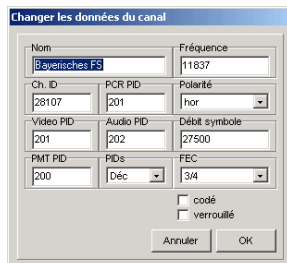 Changer les données du canal
Nom Fréquence
Bayerisches FS 11837
Ch. ID PCR PID Polarité
28107 201 hor
Video PID Audio PID Débit symbole
201 202 27500
PMT PID PIDs FEC
200 Déc 3/4
codé
verrouillé
Annuler OK